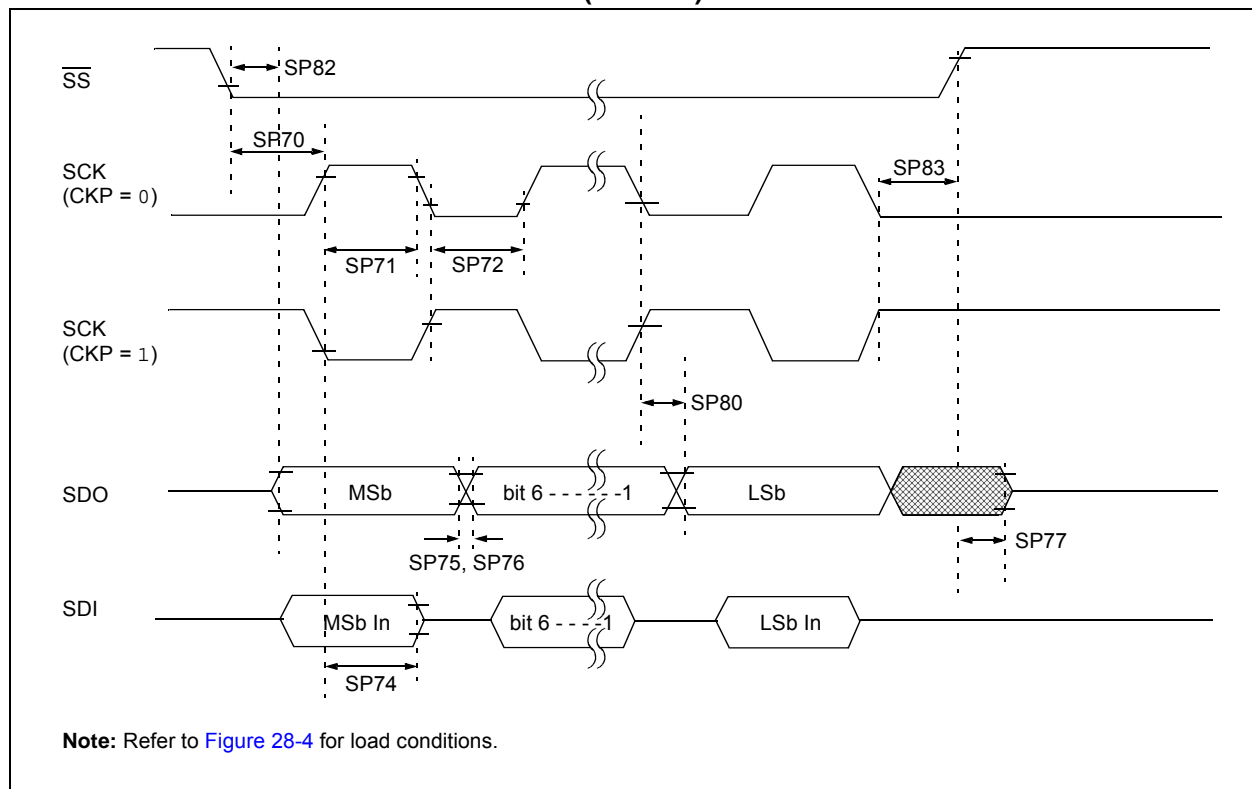 SS
SP82
SP70
SCK
(CKP = 0)
SP83
SP71
SP72
SCK
(CKP = 1)
SP80
SDO
MSb
bit 6 - - - - - -1
LSb
SP75, SP76
SP77
SDI
MSb In
bit 6 - - - -1
LSb In
SP74
Note: Refer to Figure 28-4 for load conditions.